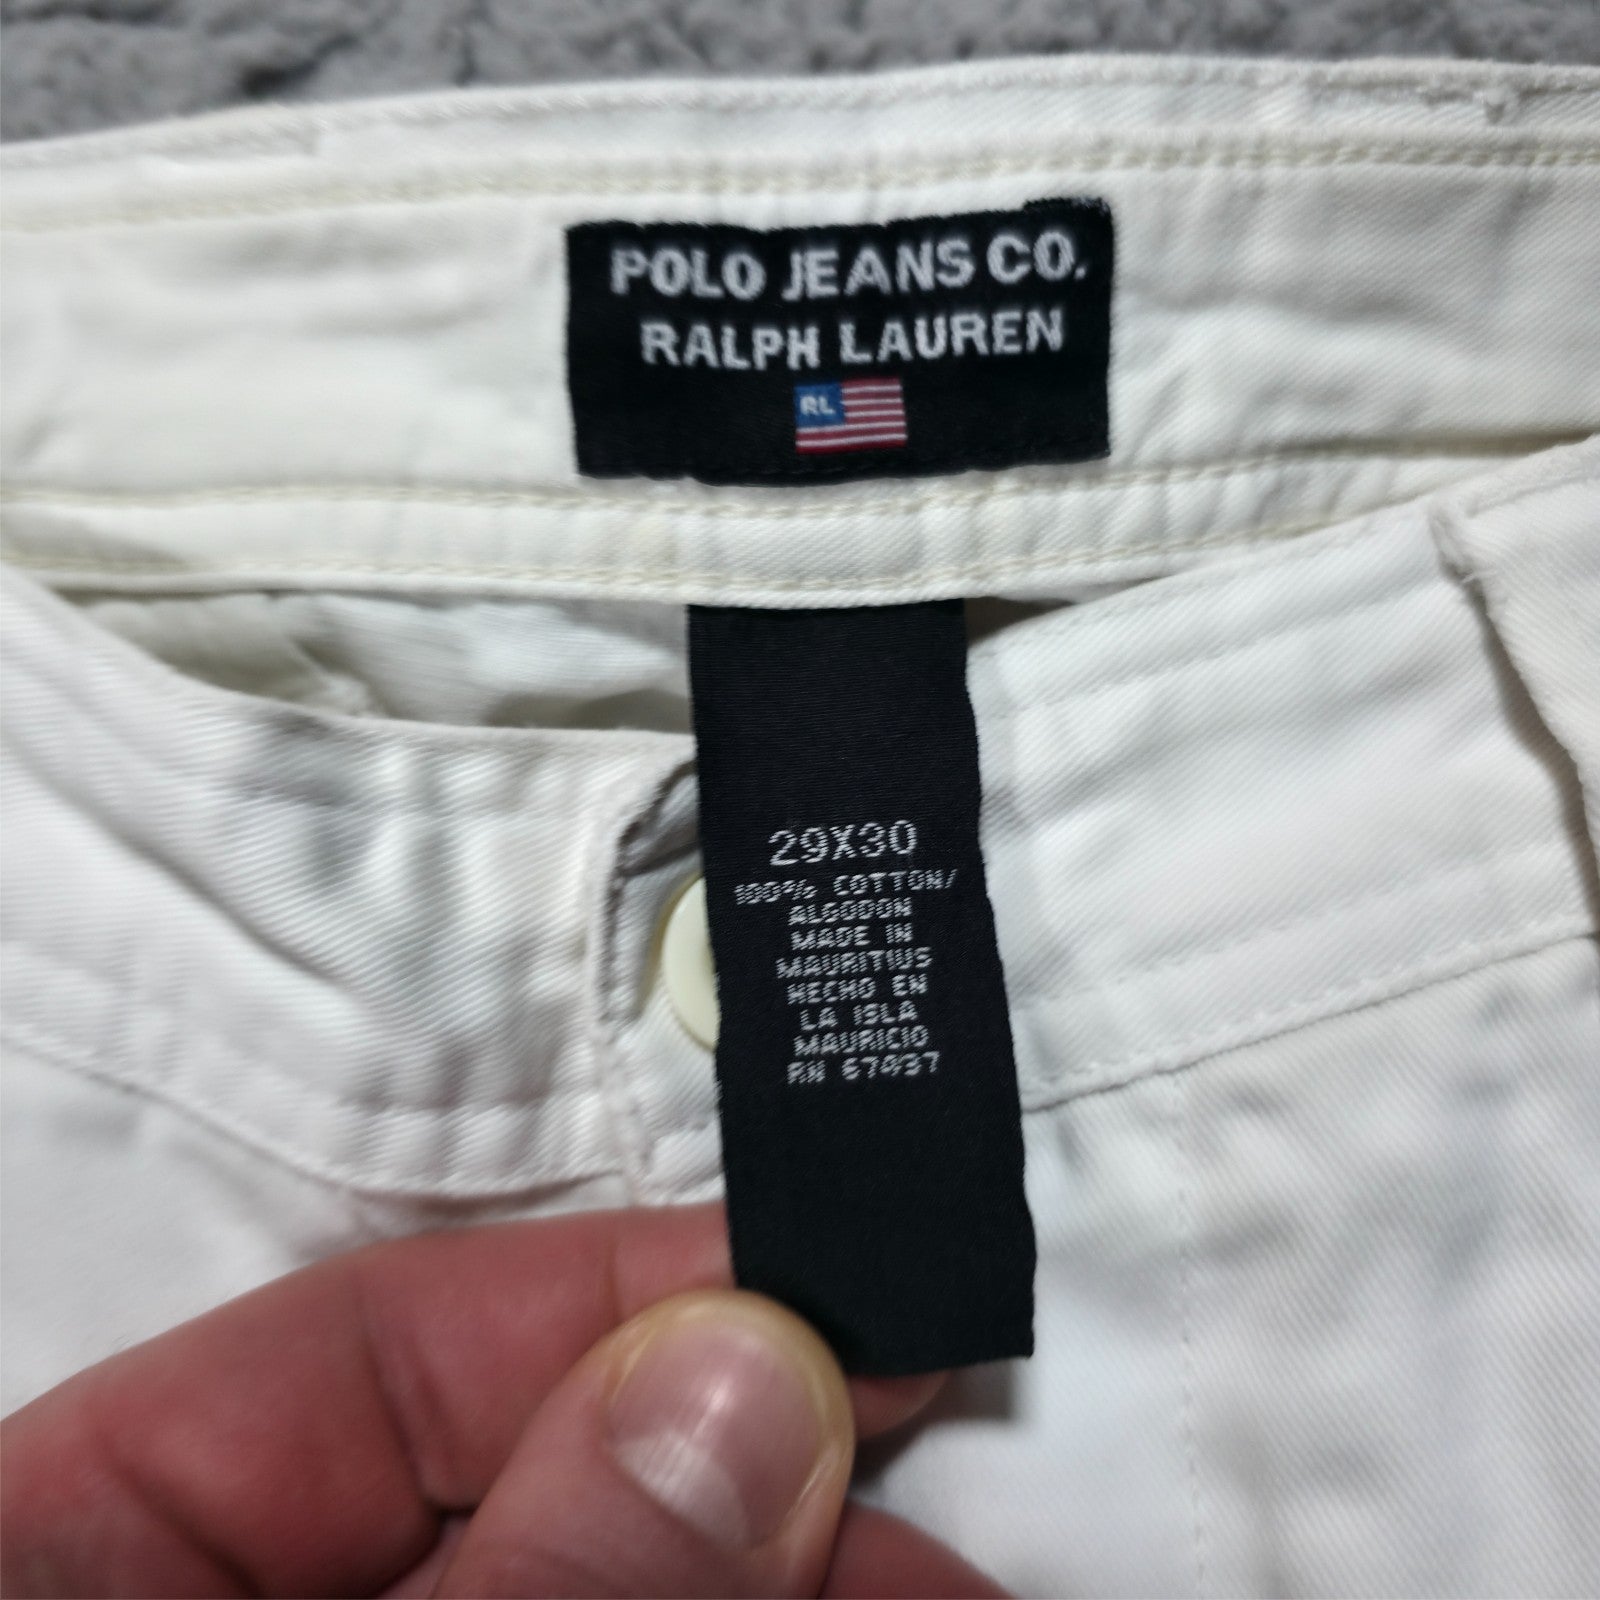 POLO JEANS CO.
RALPH LAUREN
RL
29X30
100% COTTON/
ALGODON
MADE IN
MAURITIUS
HECHO EN
LA ISLA
MAURICIO
RN 67497